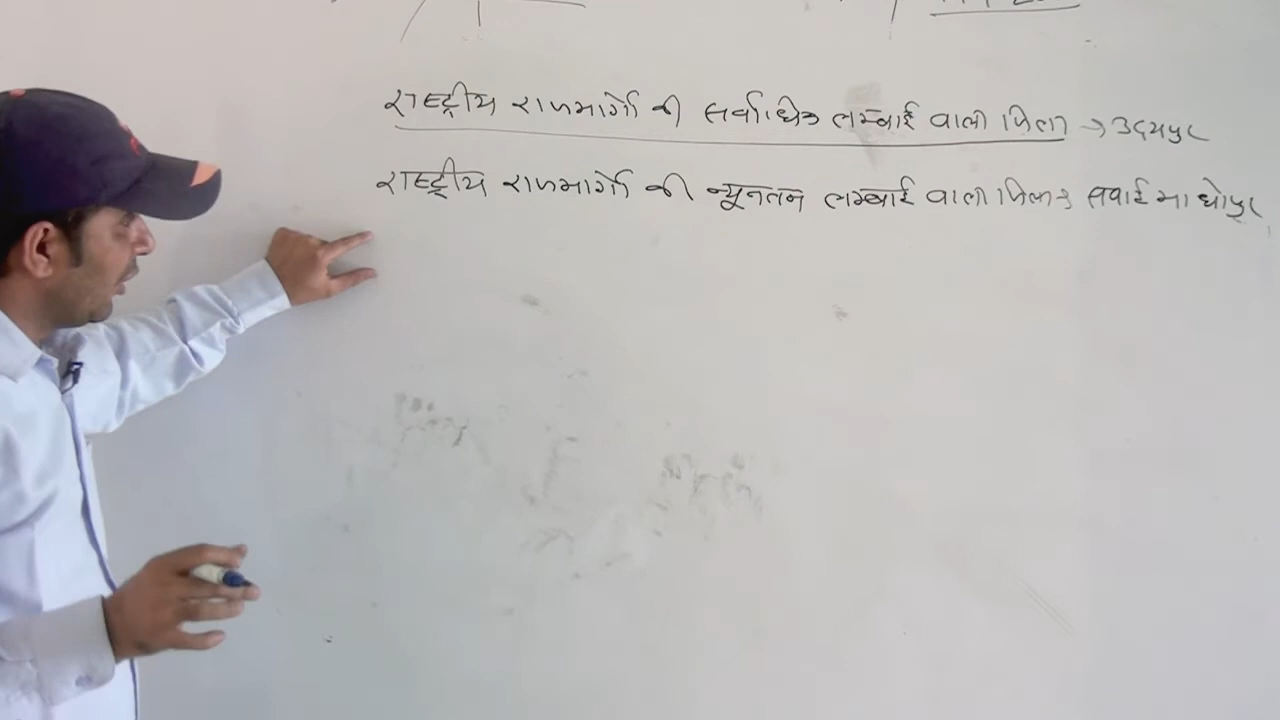 राष्ट्रीय राजमार्गो की सर्वाधिक लम्बाई वाला जिला → उदयपुर
राष्ट्रीय राजमार्गो की न्यूनतम लम्बाई वाला जिला → सवाई माधोपुर